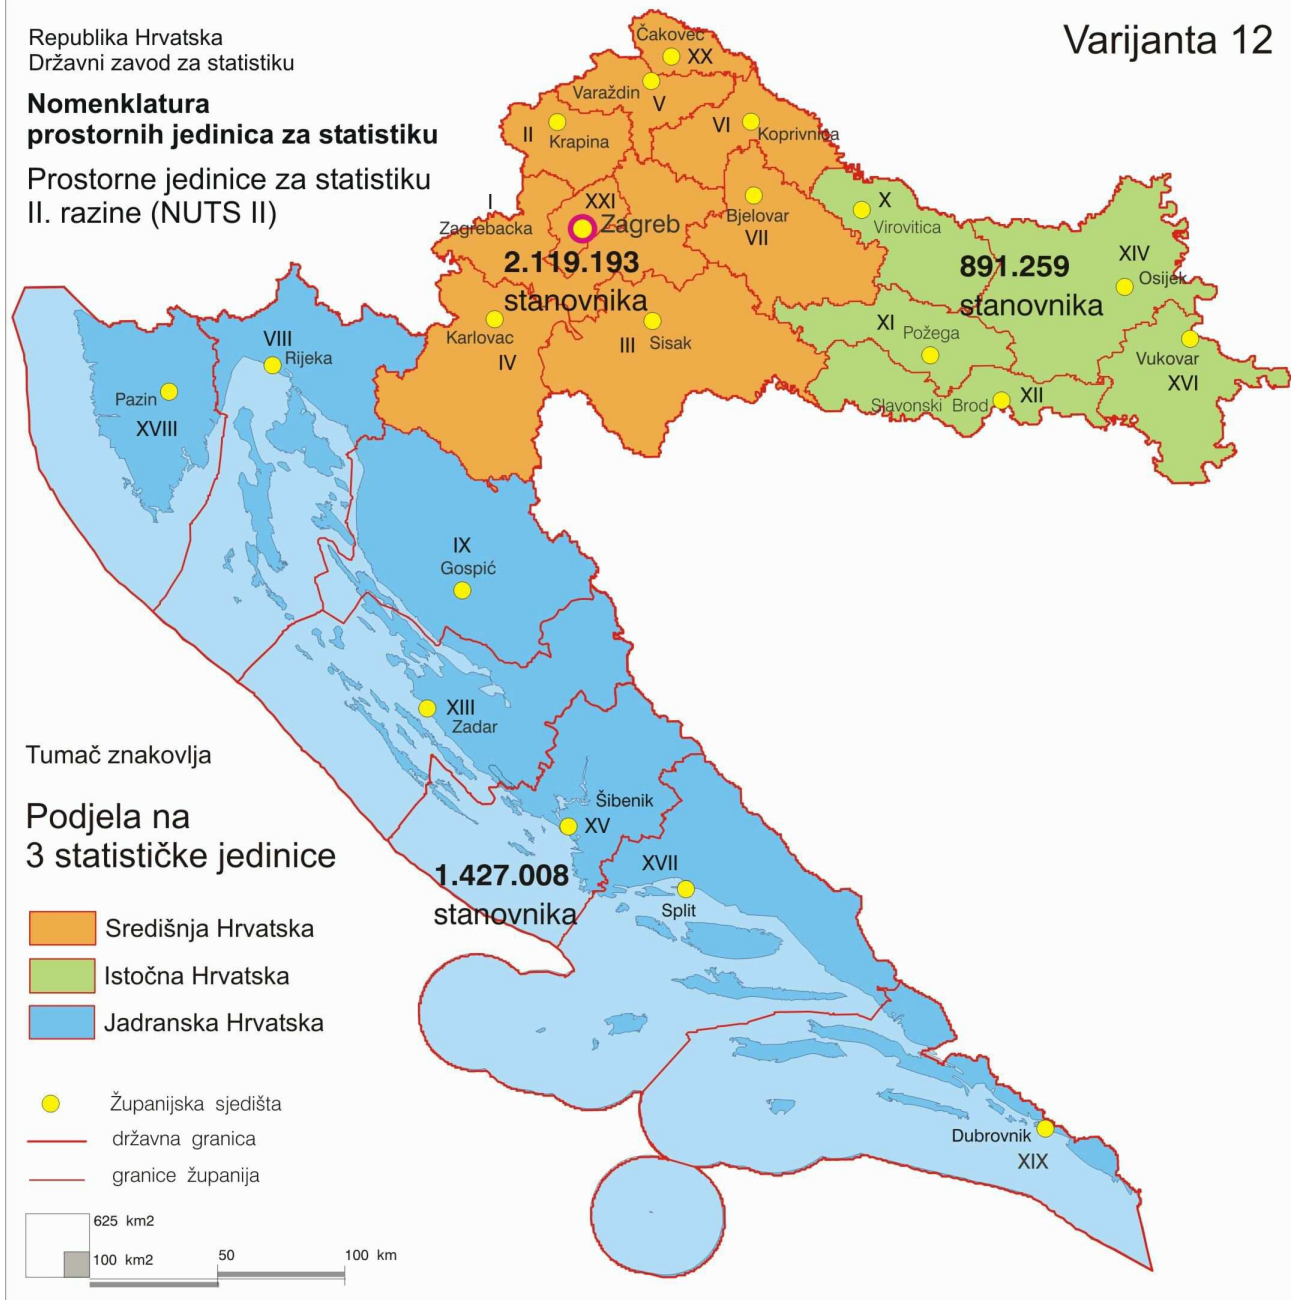 Republika Hrvatska
Državni zavod za statistiku
Varijanta 12
Nomenklatura
prostornih jedinica za statistiku
Prostorne jedinice za statistiku
II. razine (NUTS II)
Čakovec
XX
Varaždin
V
II
Krapina
VI
Koprivnica
I
Zagrebačka
XXI
Zagreb
Bjelovar
VII
X
Virovitica
2.119.193
stanovnika
891.259
stanovnika
XIV
Osijek
Karlovac
IV
III Sisak
XI
Požega
Vukovar
XVI
Slavonski Brod
XII
VIII
Rijeka
Pazin
XVIII
IX
Gospić
XIII
Zadar
Šibenik
XV
XVII
Split
1.427.008
stanovnika
Dubrovnik
XIX
Tumač znakovlja
Podjela na
3 statističke jedinice
Središnja Hrvatska
Istočna Hrvatska
Jadranska Hrvatska
Županijska sjedišta
državna granica
granice županija
625 km2
100 km2
50
100 km